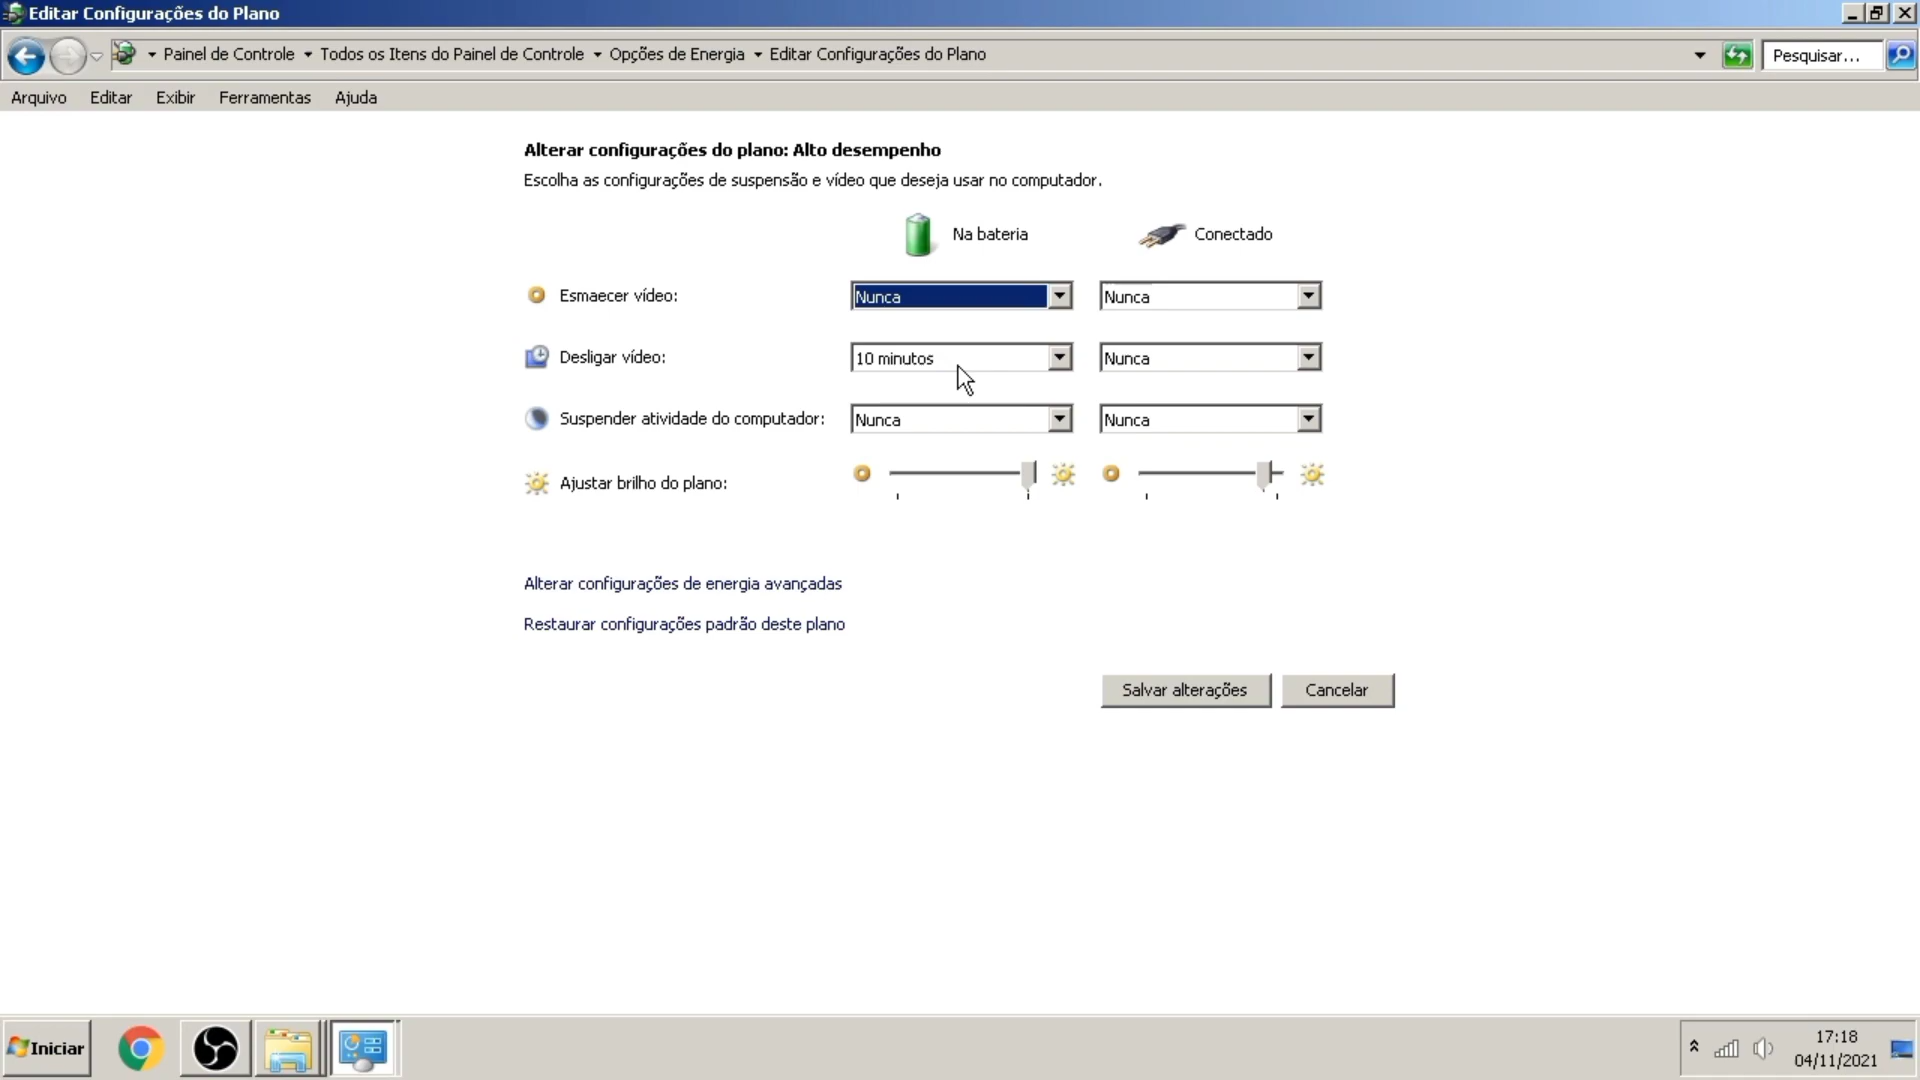 Editar Configurações do Plano
Painel de Controle Todos os Itens do Painel de Controle Opções de Energia Editar Configurações do Plano Pesquisar...
Arquivo Editar Exibir Ferramentas Ajuda
Alterar configurações do plano: Alto desempenho
Escolha as configurações de suspensão e vídeo que deseja usar no computador.
Na bateria Conectado
Esmaecer vídeo: Nunca Nunca
Desligar vídeo: 10 minutos Nunca
Suspender atividade do computador: Nunca Nunca
Ajustar brilho do plano:
Alterar configurações de energia avançadas
Restaurar configurações padrão deste plano
Salvar alterações Cancelar
Iniciar
17:18
04/11/2021